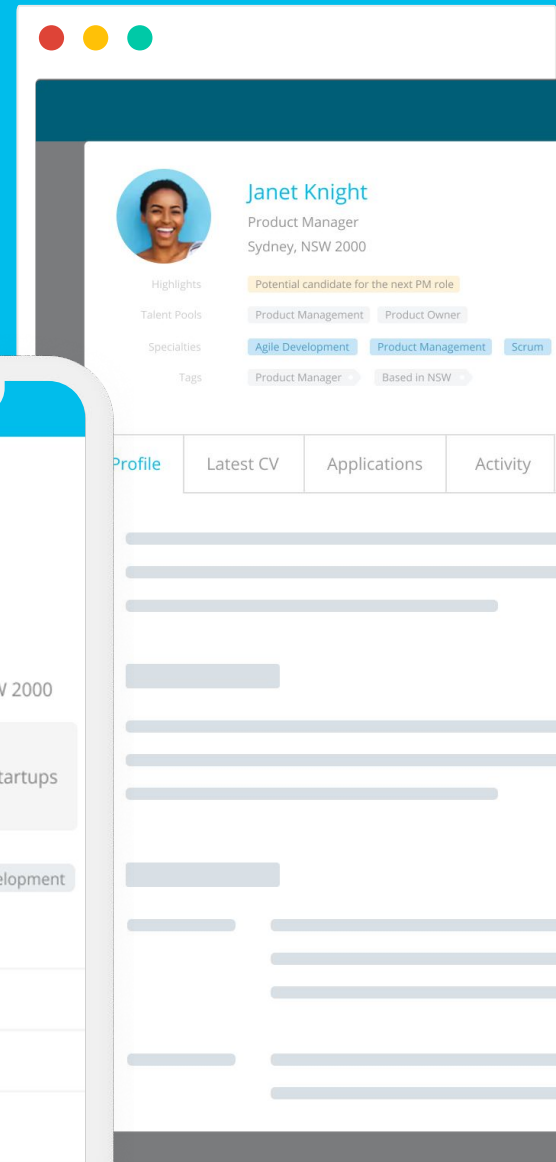 Janet Knight
Product Manager
Sydney, NSW 2000
Highlights Potential candidate for the next PM role
Talent Pools Product Management Product Owner
Specialties Agile Development Product Management Scrum
Tags Product Manager Based in NSW
Profile Latest CV Applications Activity
W 2000
tartups
elopment